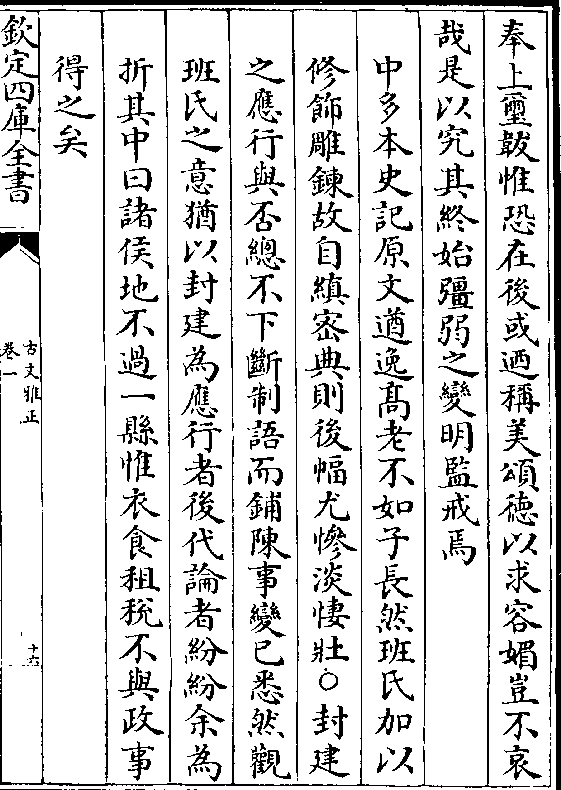 奉上璽韍惟恐在後或迺稱美頌德以求容媚豈不哀
哉是以究其終始彊弱之變明監戒焉
中多本史記原文遒逸髙老不如子長然班氏加以
修飾雕鍊故自縝宻典則後幅尤慘淡悽壯○封建
之應行與否總不下斷制語而鋪陳事變已悉然觀
班氏之意猶以封建為應行者後代論者紛紛余為
折其中曰諸侯地不過一縣惟衣食租稅不與政事
得之矣
欽定四庫全書
古文雅正
卷一
十六